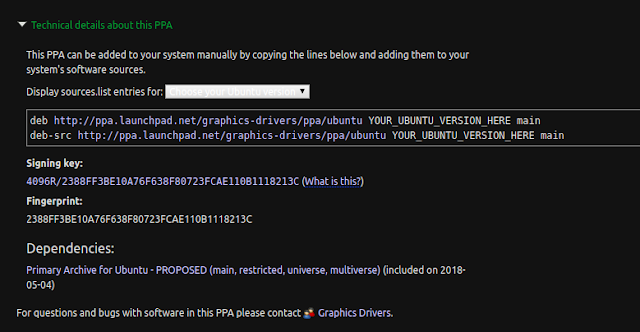 Technical details about this PPA
This PPA can be added to your system manually by copying the lines below and adding them to your
system's software sources.
Display sources.list entries for: Choose your Ubuntu version
deb http://ppa.launchpad.net/graphics-drivers/ppa/ubuntu YOUR_UBUNTU_VERSION_HERE main
deb-src http://ppa.launchpad.net/graphics-drivers/ppa/ubuntu YOUR_UBUNTU_VERSION_HERE main
Signing key:
4096R/2388FF3BE10A76F638F80723FCAE110B1118213C (What is this?)
Fingerprint:
2388FF3BE10A76F638F80723FCAE110B1118213C
Dependencies:
Primary Archive for Ubuntu - PROPOSED (main, restricted, universe, multiverse) (included on 2018-
05-04)
For questions and bugs with software in this PPA please contact Graphics Drivers.